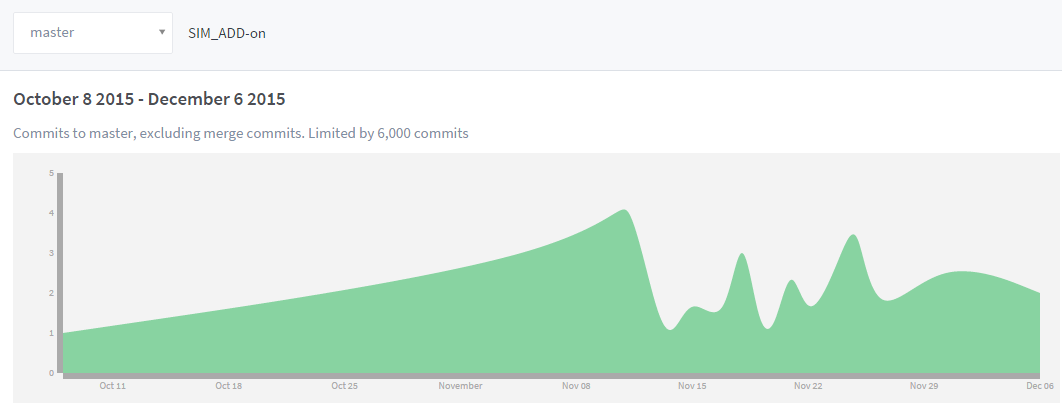 master SIM_ADD-on
October 8 2015 - December 6 2015
Commits to master, excluding merge commits. Limited by 6,000 commits
5
4
3
2
1
0
Oct 11 Oct 18 Oct 25 November Nov 08 Nov 15 Nov 22 Nov 29 Dec 06